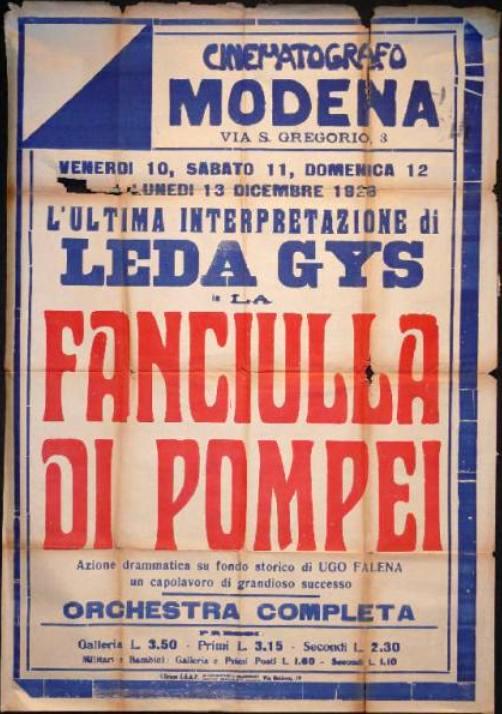 CINEMATOGRAFO
MODENA
VIA S. GREGORIO, 3
VENERDI 10, SABATO 11, DOMENICA 12
LUNEDI 13 DICEMBRE 1926
L'ULTIMA INTERPRETAZIONE di
LEDA GYS
in LA
FANCIULLA
DI POMPEI
Azione drammatica su fondo storico di UGO FALENA
un capolavoro di grandioso successo
ORCHESTRA COMPLETA
PREZZI:
Galleria L. 3.50 - Primi L. 3.15 - Secondi L. 2.30
Militari e Bambini: Galleria e Primi Posti L. 1.60 - Secondi L. 1.10